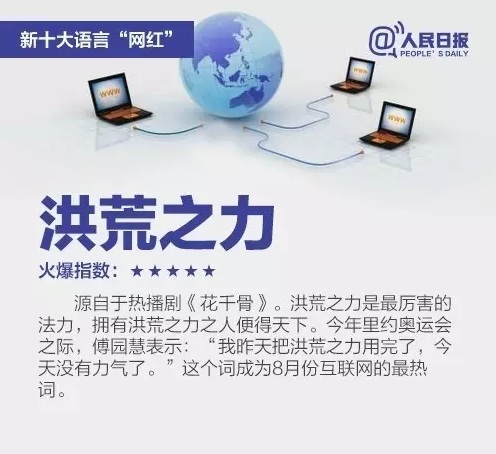 新十大语言“网红”
@人民日报
PEOPLE'S DAILY
www
www
www
洪荒之力
火爆指数：★★★★★
源自于热播剧《花千骨》。洪荒之力是最厉害的
法力，拥有洪荒之力之人便得天下。今年里约奥运会
之际，傅园慧表示：“我昨天把洪荒之力用完了，今
天没有力气了。”这个词成为8月份互联网的最热
词。